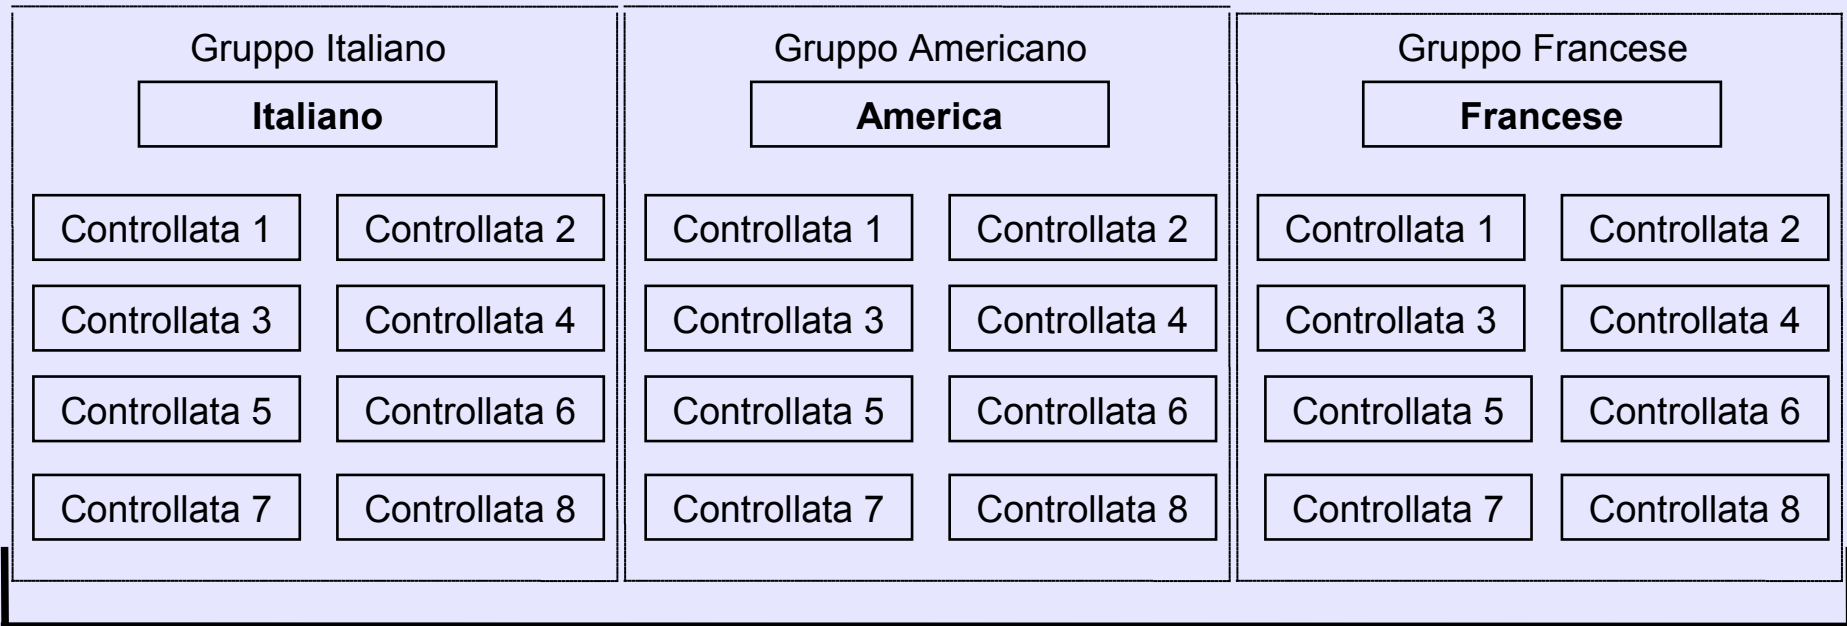 Gruppo Italiano
Italiano
Controllata 1 Controllata 2
Controllata 3 Controllata 4
Controllata 5 Controllata 6
Controllata 7 Controllata 8
Gruppo Americano
America
Controllata 1 Controllata 2
Controllata 3 Controllata 4
Controllata 5 Controllata 6
Controllata 7 Controllata 8
Gruppo Francese
Francese
Controllata 1 Controllata 2
Controllata 3 Controllata 4
Controllata 5 Controllata 6
Controllata 7 Controllata 8